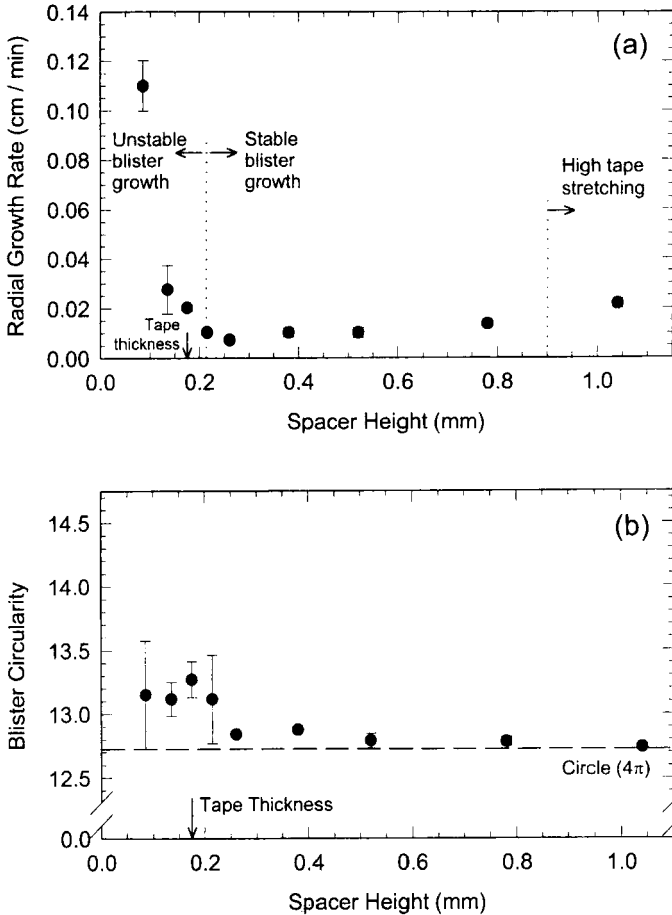 (a)
Radial Growth Rate (cm / min)
0.14
0.12
0.10
0.08
0.06
0.04
0.02
0.00
Unstable
blister
growth
Stable
blister
growth
High tape
stretching
Tape
thickness
0.0 0.2 0.4 0.6 0.8 1.0
Spacer Height (mm)
(b)
Blister Circularity
14.5
14.0
13.5
13.0
12.5
0.0
Circle (4π)
Tape Thickness
0.0 0.2 0.4 0.6 0.8 1.0
Spacer Height (mm)